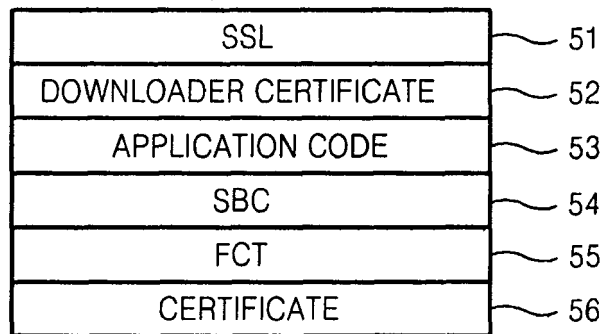 SSL 51
DOWNLOADER CERTIFICATE 52
APPLICATION CODE 53
SBC 54
FCT 55
CERTIFICATE 56